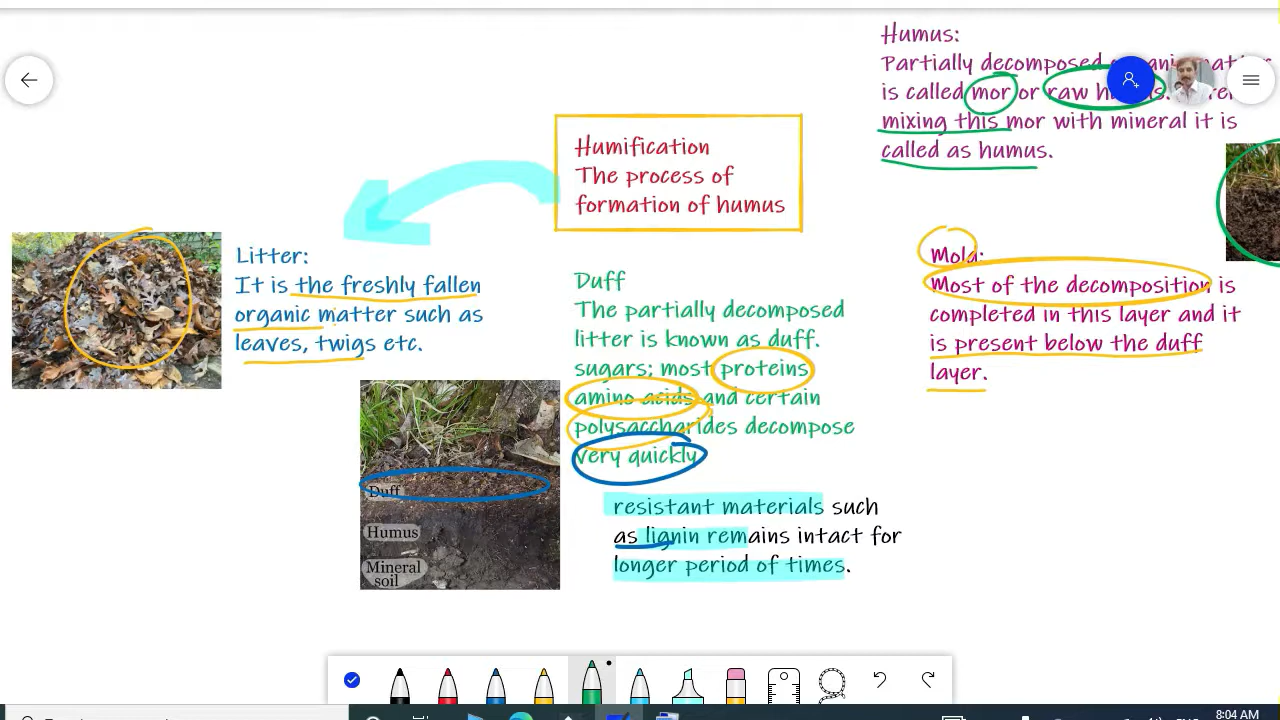 Humus:
Partially decomposed
is called mor or raw
mixing this mor with mineral it is
called as humus.
Humification
The process of
formation of humus
Litter:
It is the freshly fallen
organic matter such as
leaves, twigs etc.
Duff
The partially decomposed
litter is known as duff.
sugars; most proteins
amino acids and certain
polysaccharides decompose
very quickly
Mold:
Most of the decomposition is
completed in this layer and it
is present below the duff
layer.
Duff
Humus
Mineral
soil
resistant materials such
as lignin remains intact for
longer period of times.
8:04 AM